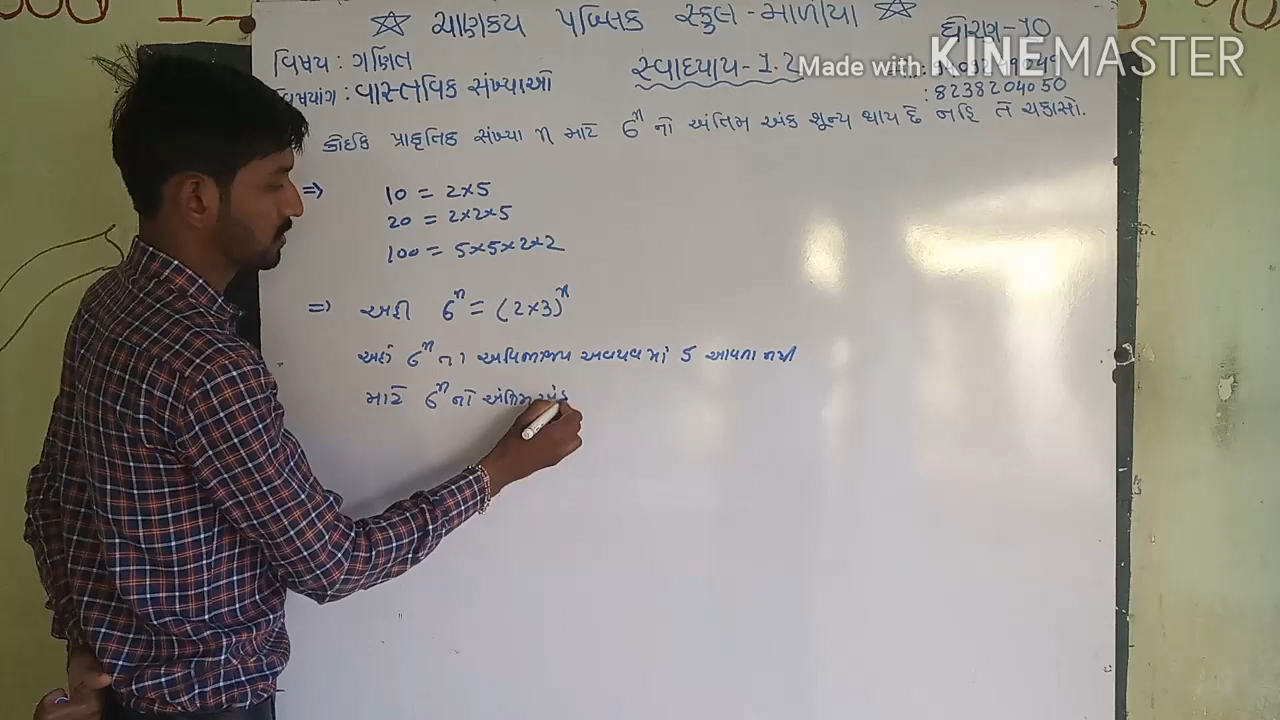 ☆ ચાણક્ય પબ્લિક સ્કુલ - માળીયા ☆
વિષય : ગણિત
સ્વાધ્યાય - 1.2
ધોરણ - 10
Made with KINEMASTER
વિષયાંગ : વાસ્તવિક સંખ્યાઓ
: 8238204050
કોઈક પ્રાકૃતિક સંખ્યા n માટે 6ⁿ નો અંતિમ અંક શૂન્ય થાય છે નહિ તે ચકાસો.
⇒ 10 = 2×5
20 = 2×2×5
100 = 5×5×2×2
⇒ અહી 6ⁿ = (2×3)ⁿ
અહી 6ⁿ ના અવિભાજ્ય અવયવ માં 5 આવતા નથી
માટે 6ⁿ નો અંતિમ અંક